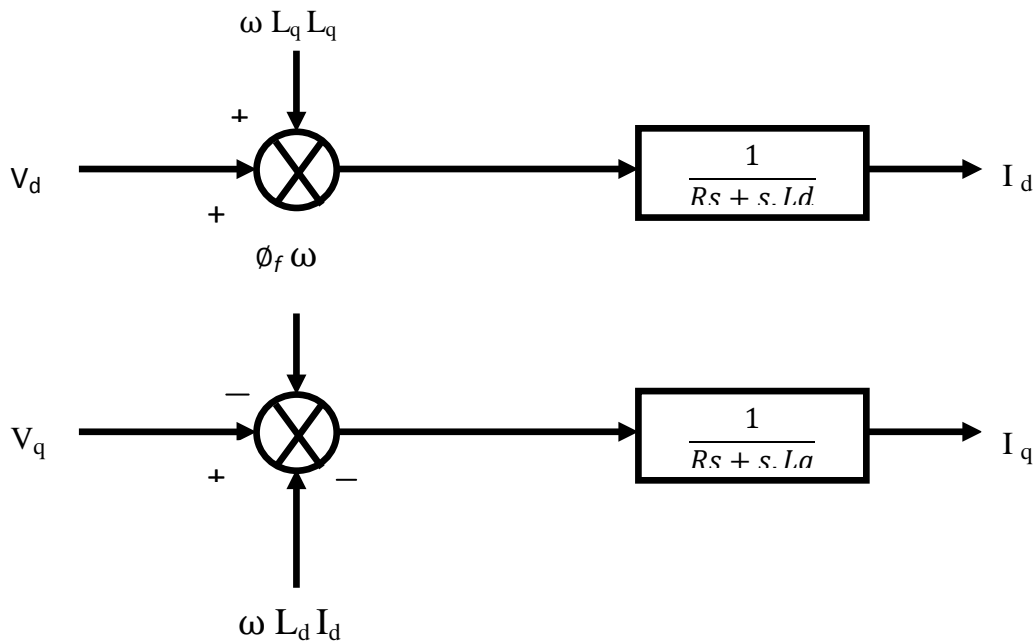 ω L_q L_q
+
V_d
+
1
Rs + s. Ld
I_d
∅_f ω
−
V_q
+
−
1
Rs + s. Lq
I_q
ω L_d I_d